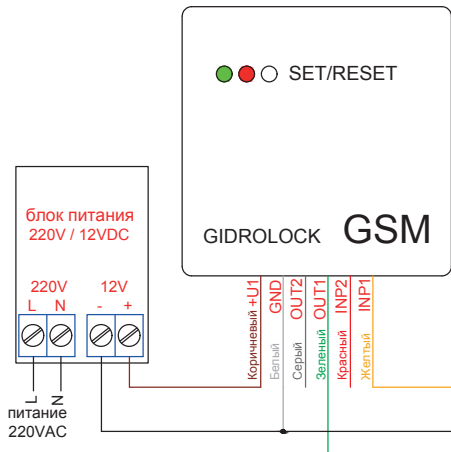 SET/RESET
GIDROLOCK GSM
блок питания
220V / 12VDC
220V 12V
L N - +
Коричневый +U1
Белый GND
Серый OUT2
Зеленый OUT1
Красный INP2
Желтый INP1
L N
питание
220VAC